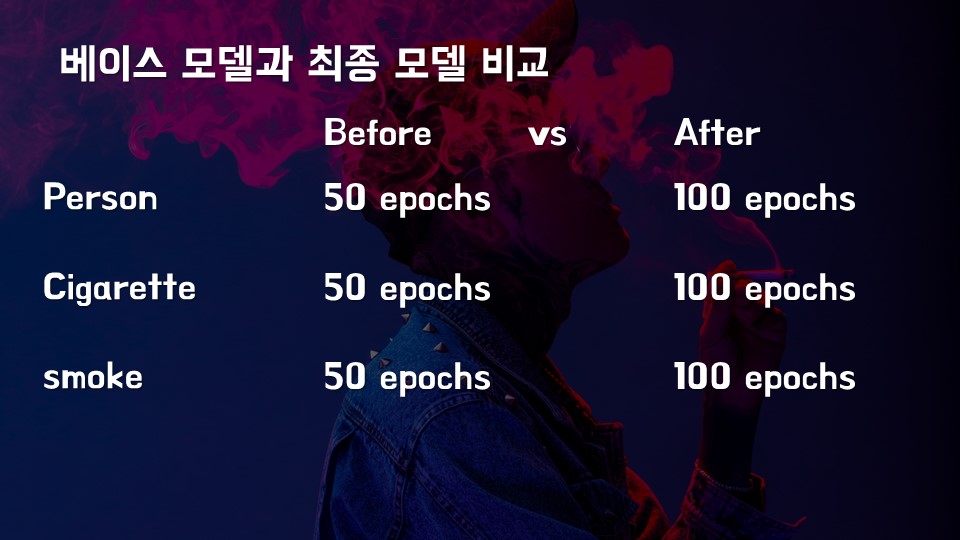 베이스 모델과 최종 모델 비교
Before vs After
Person 50 epochs 100 epochs
Cigarette 50 epochs 100 epochs
smoke 50 epochs 100 epochs